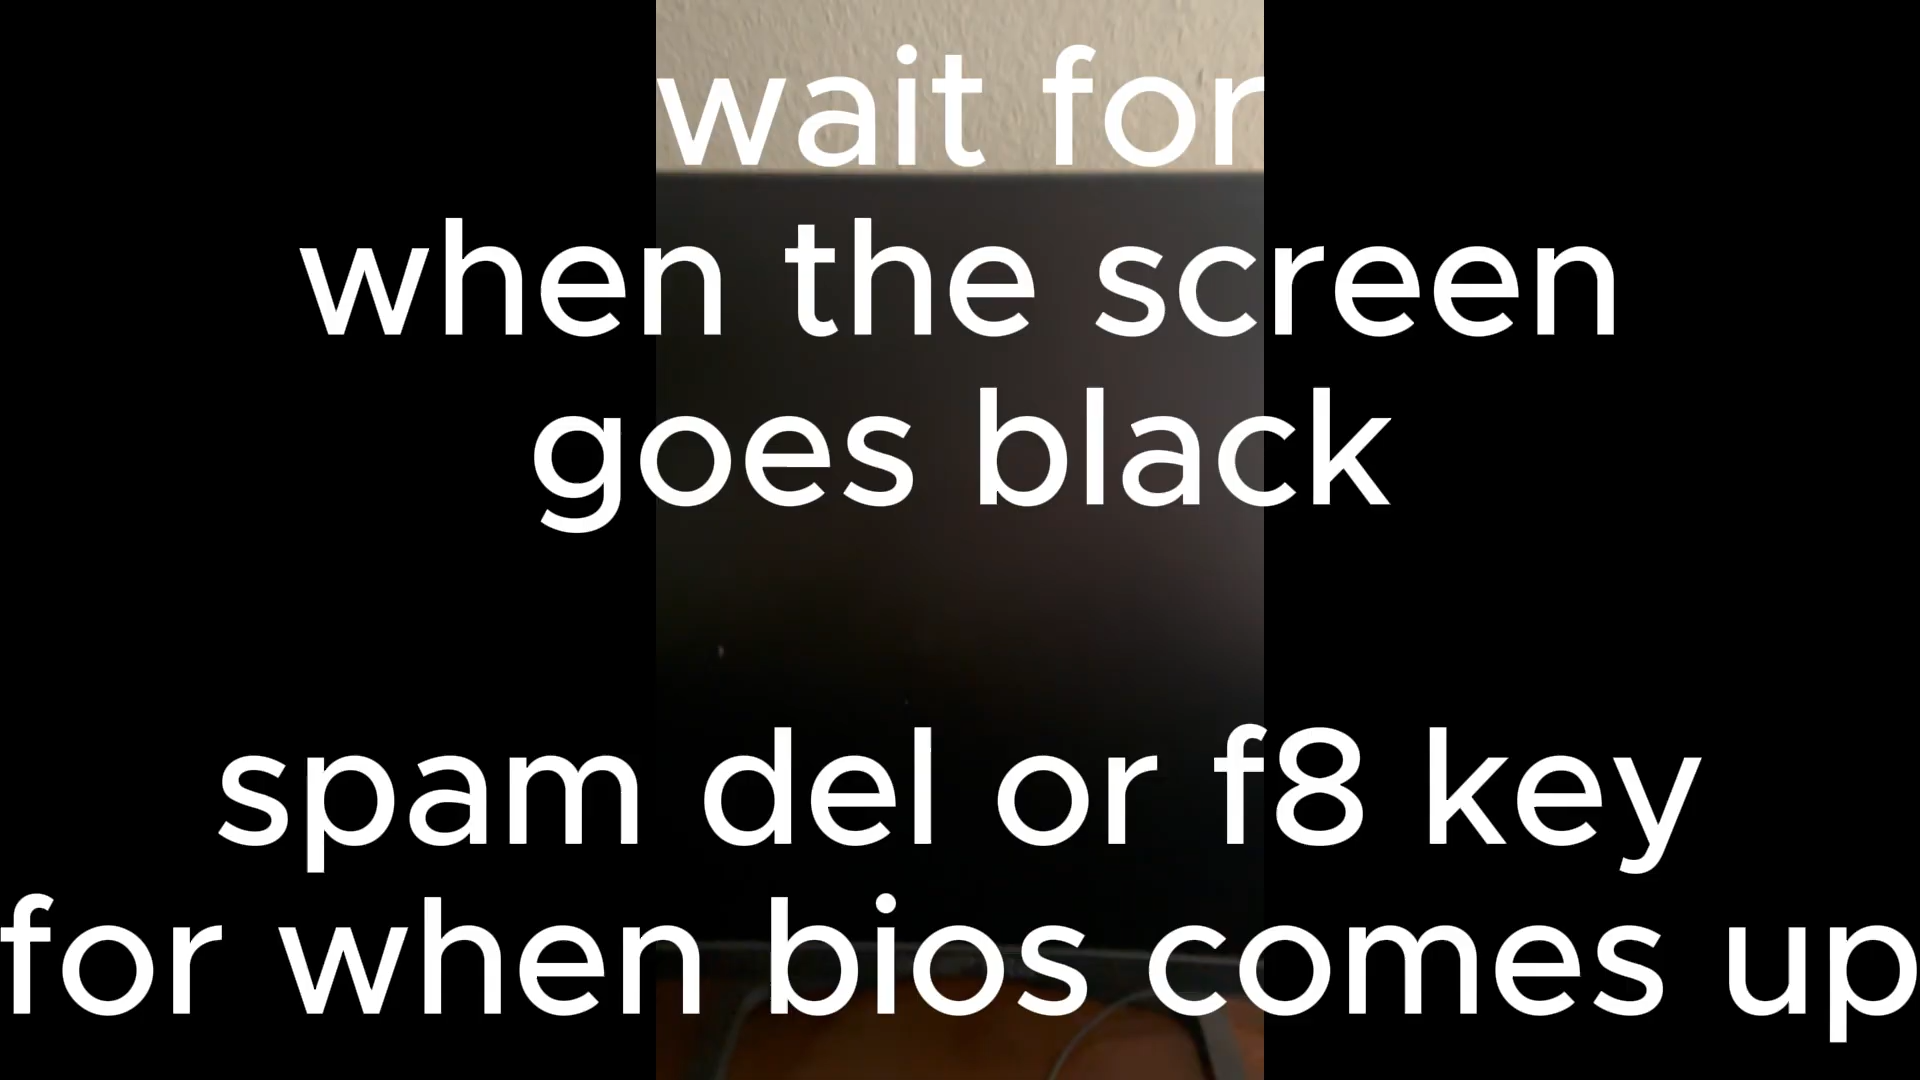 wait for
when the screen
goes black
spam del or f8 key
for when bios comes up